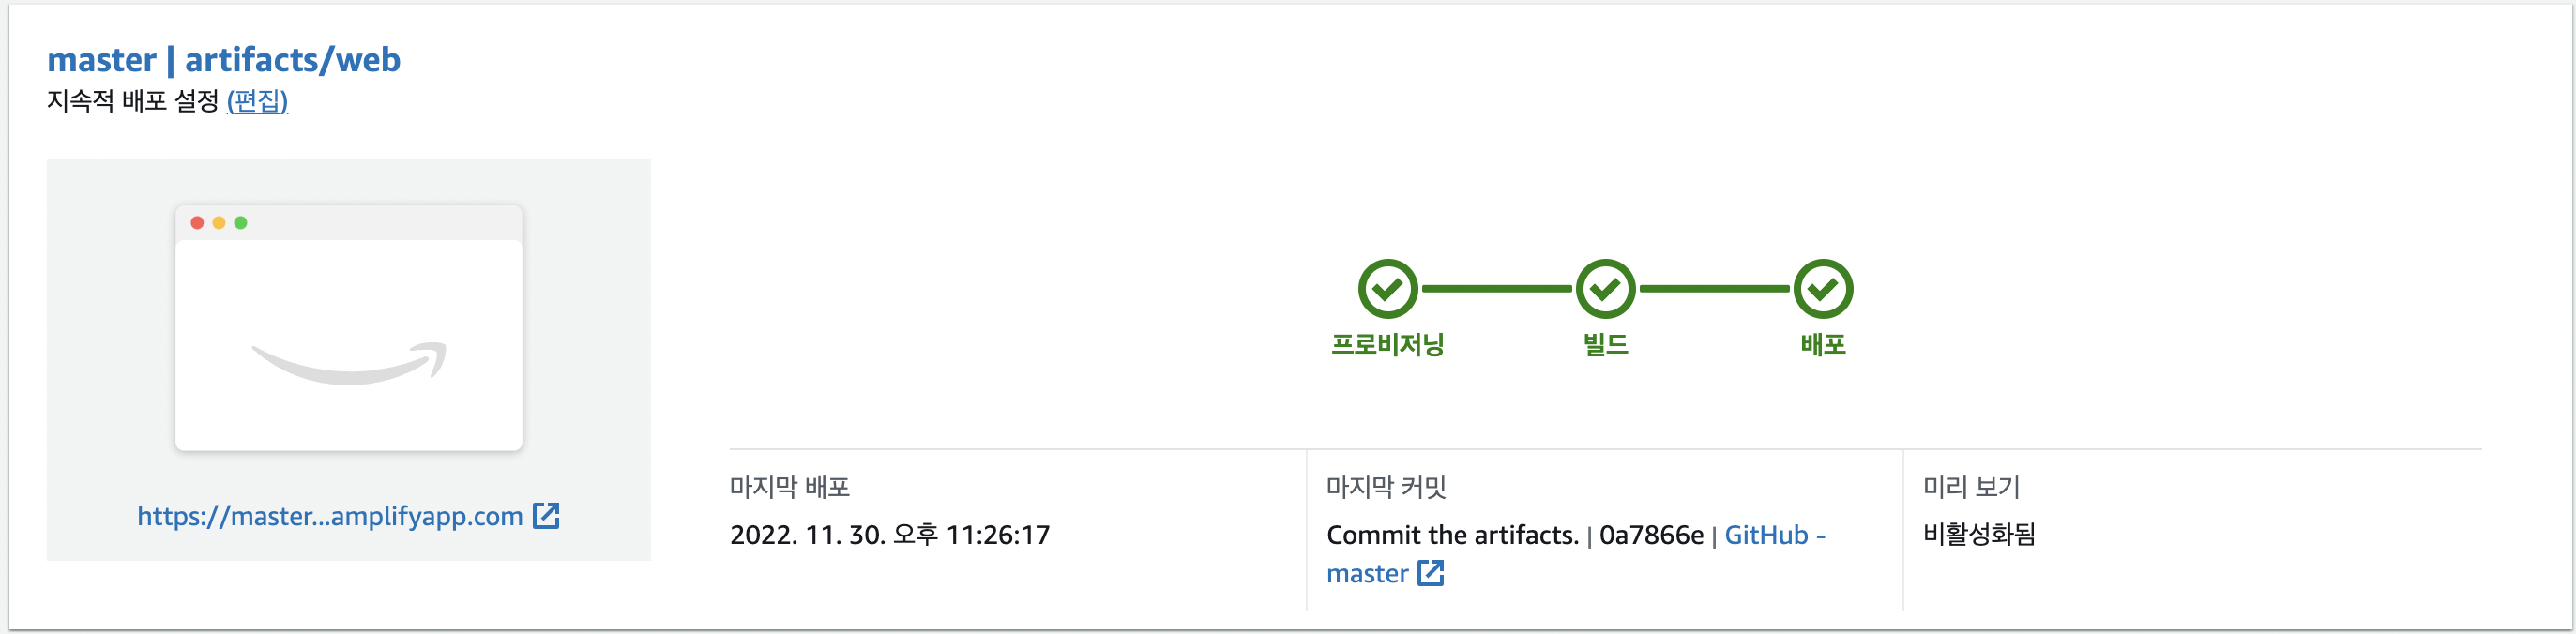 master | artifacts/web
지속적 배포 설정 (편집)
https://master...amplifyapp.com
프로비저닝
빌드
배포
마지막 배포
2022. 11. 30. 오후 11:26:17
마지막 커밋
Commit the artifacts. | 0a7866e | GitHub -
master
미리 보기
비활성화됨